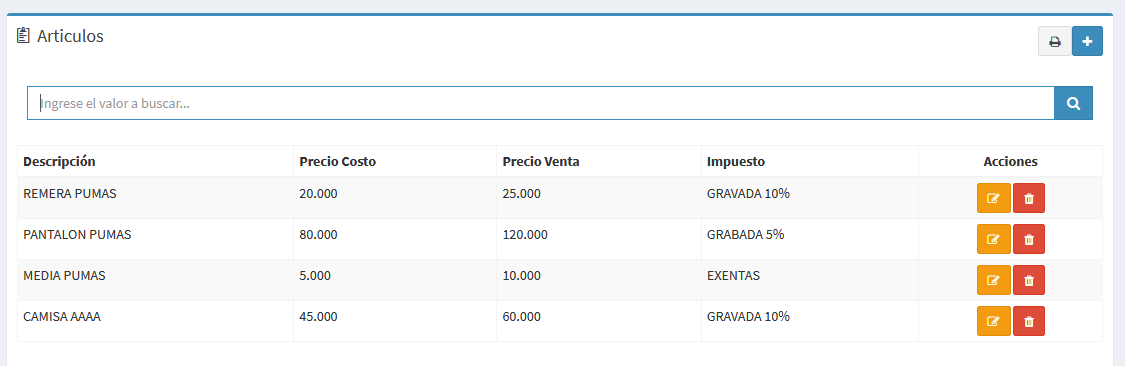 Articulos
Ingrese el valor a buscar...
Descripción Precio Costo Precio Venta Impuesto Acciones
REMERA PUMAS 20.000 25.000 GRAVADA 10%
PANTALON PUMAS 80.000 120.000 GRABADA 5%
MEDIA PUMAS 5.000 10.000 EXENTAS
CAMISA AAAA 45.000 60.000 GRAVADA 10%